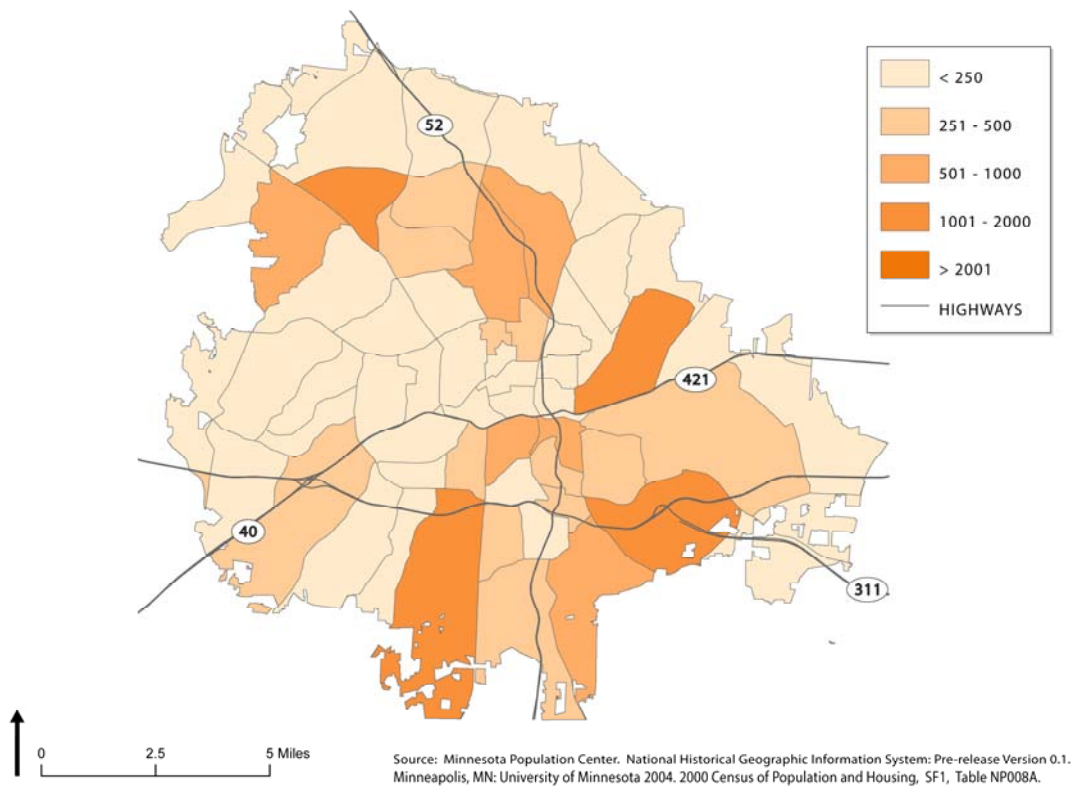 52
< 250
251 - 500
501 - 1000
1001 - 2000
> 2001
HIGHWAYS
421
40
311
0 2.5 5 Miles
Source: Minnesota Population Center. National Historical Geographic Information System: Pre-release Version 0.1.
Minneapolis, MN: University of Minnesota 2004. 2000 Census of Population and Housing, SF1, Table NP008A.